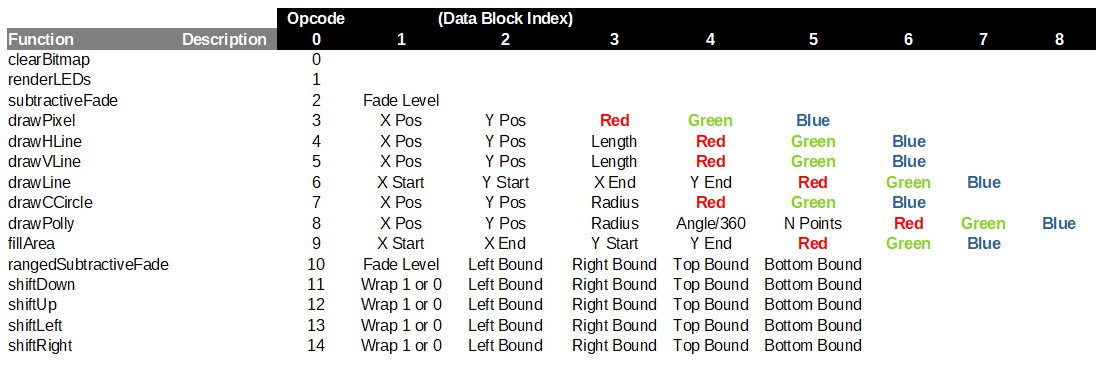 Opcode (Data Block Index)
Function Description 0 1 2 3 4 5 6 7 8
clearBitmap 0
renderLEDs 1
subtractiveFade 2 Fade Level
drawPixel 3 X Pos Y Pos Red Green Blue
drawHLine 4 X Pos Y Pos Length Red Green Blue
drawVLine 5 X Pos Y Pos Length Red Green Blue
drawLine 6 X Start Y Start X End Y End Red Green Blue
drawCCircle 7 X Pos Y Pos Radius Red Green Blue
drawPolly 8 X Pos Y Pos Radius Angle/360 N Points Red Green Blue
fillArea 9 X Start X End Y Start Y End Red Green Blue
rangedSubtractiveFade 10 Fade Level Left Bound Right Bound Top Bound Bottom Bound
shiftDown 11 Wrap 1 or 0 Left Bound Right Bound Top Bound Bottom Bound
shiftUp 12 Wrap 1 or 0 Left Bound Right Bound Top Bound Bottom Bound
shiftLeft 13 Wrap 1 or 0 Left Bound Right Bound Top Bound Bottom Bound
shiftRight 14 Wrap 1 or 0 Left Bound Right Bound Top Bound Bottom Bound